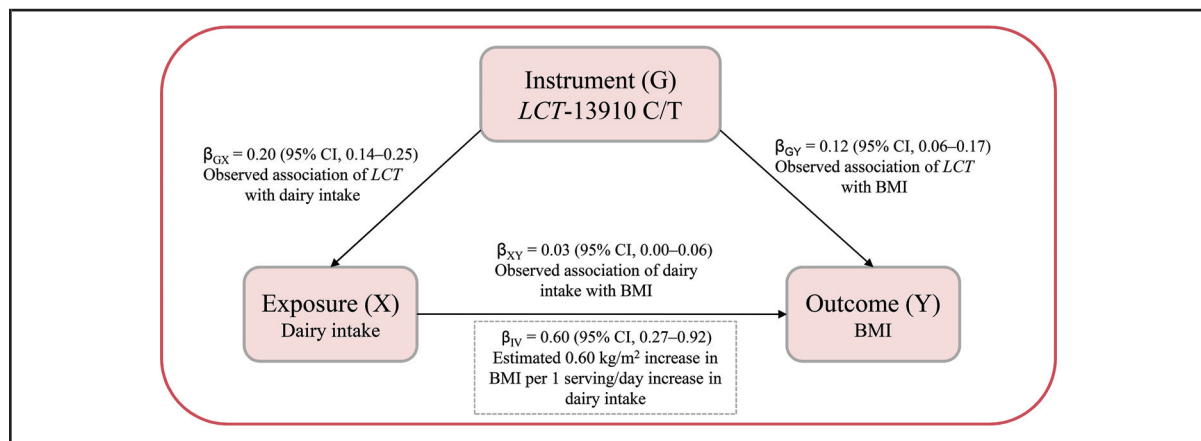 Instrument (G)
LCT-13910 C/T
β_GX = 0.20 (95% CI, 0.14–0.25)
Observed association of LCT
with dairy intake
β_GY = 0.12 (95% CI, 0.06–0.17)
Observed association of LCT
with BMI
β_XY = 0.03 (95% CI, 0.00–0.06)
Observed association of dairy
intake with BMI
Exposure (X)
Dairy intake
Outcome (Y)
BMI
β_IV = 0.60 (95% CI, 0.27–0.92)
Estimated 0.60 kg/m² increase in
BMI per 1 serving/day increase in
dairy intake